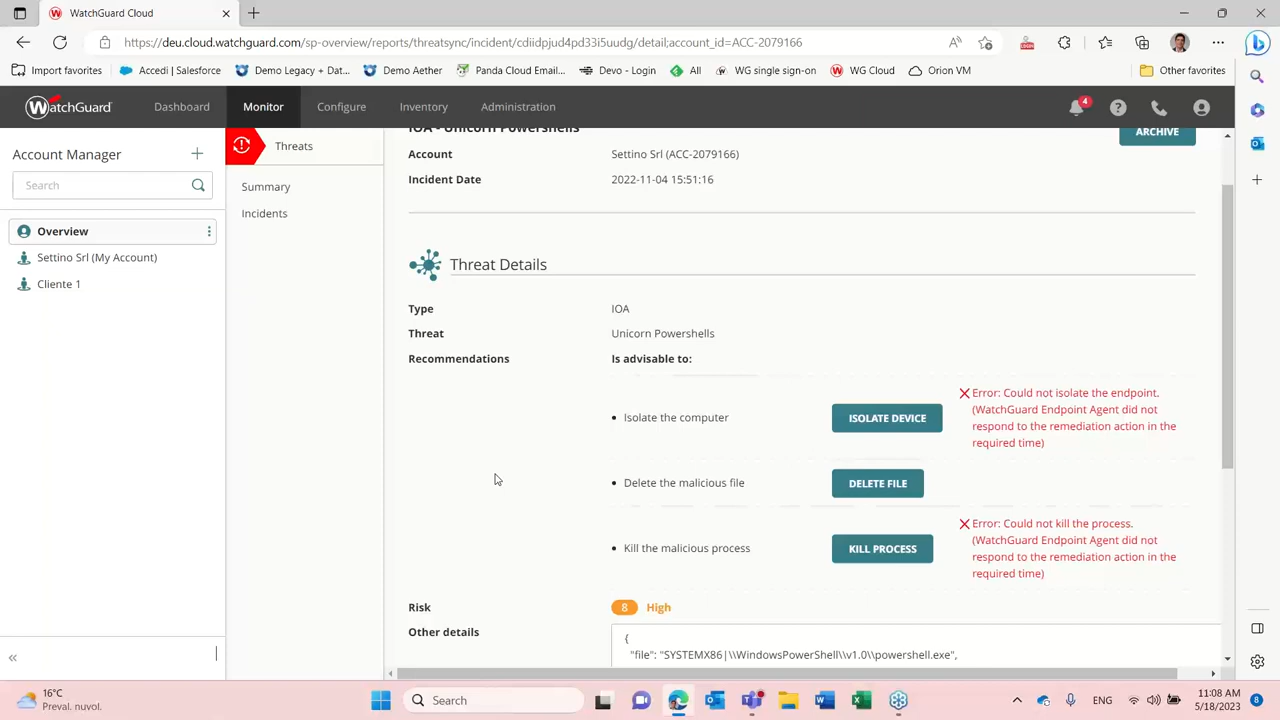 WatchGuard Cloud
https://deu.cloud.watchguard.com/sp-overview/reports/threatsync/incident/cdiidpjud4pd33i5uudg/detail;account_id=ACC-2079166
Import favorites
Accedi | Salesforce
Demo Legacy + Dat...
Demo Aether
Panda Cloud Email...
Devo - Login
All
WG single sign-on
WG Cloud
Orion VM
Other favorites
WatchGuard
Dashboard
Monitor
Configure
Inventory
Administration
4
Account Manager
Search
Overview
Settino Srl (My Account)
Cliente 1
Threats
Summary
Incidents
IOA - Unicorn Powershells
ARCHIVE
Account
Settino Srl (ACC-2079166)
Incident Date
2022-11-04 15:51:16
Threat Details
Type
IOA
Threat
Unicorn Powershells
Recommendations
Is advisable to:
Isolate the computer
ISOLATE DEVICE
Error: Could not isolate the endpoint.
(WatchGuard Endpoint Agent did not
respond to the remediation action in the
required time)
Delete the malicious file
DELETE FILE
Kill the malicious process
KILL PROCESS
Error: Could not kill the process.
(WatchGuard Endpoint Agent did not
respond to the remediation action in the
required time)
Risk
8 High
Other details
{
"file": "SYSTEMX86|\\WindowsPowerShell\\v1.0\\powershell.exe",
16°C
Preval. nuvol.
Search
ENG
11:08 AM
5/18/2023
8